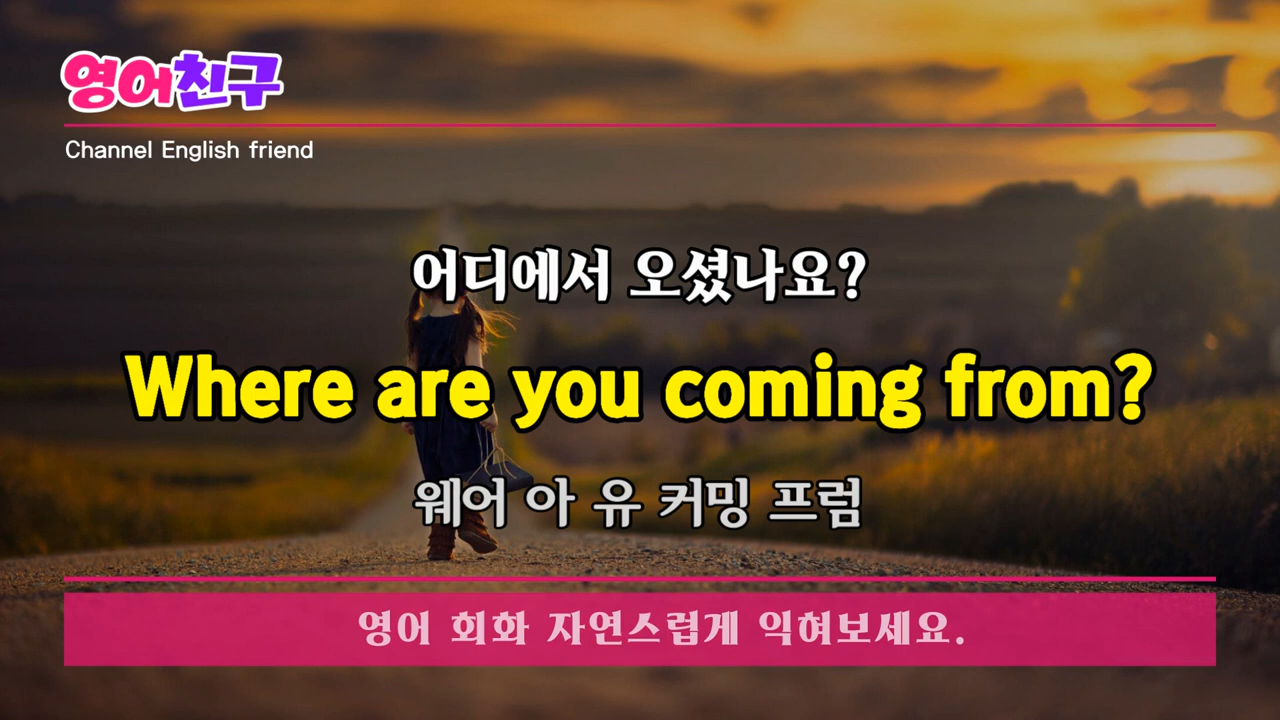 영어친구
Channel English friend
어디에서 오셨나요?
Where are you coming from?
웨어 아 유 커밍 프럼
영어 회화 자연스럽게 익혀보세요.